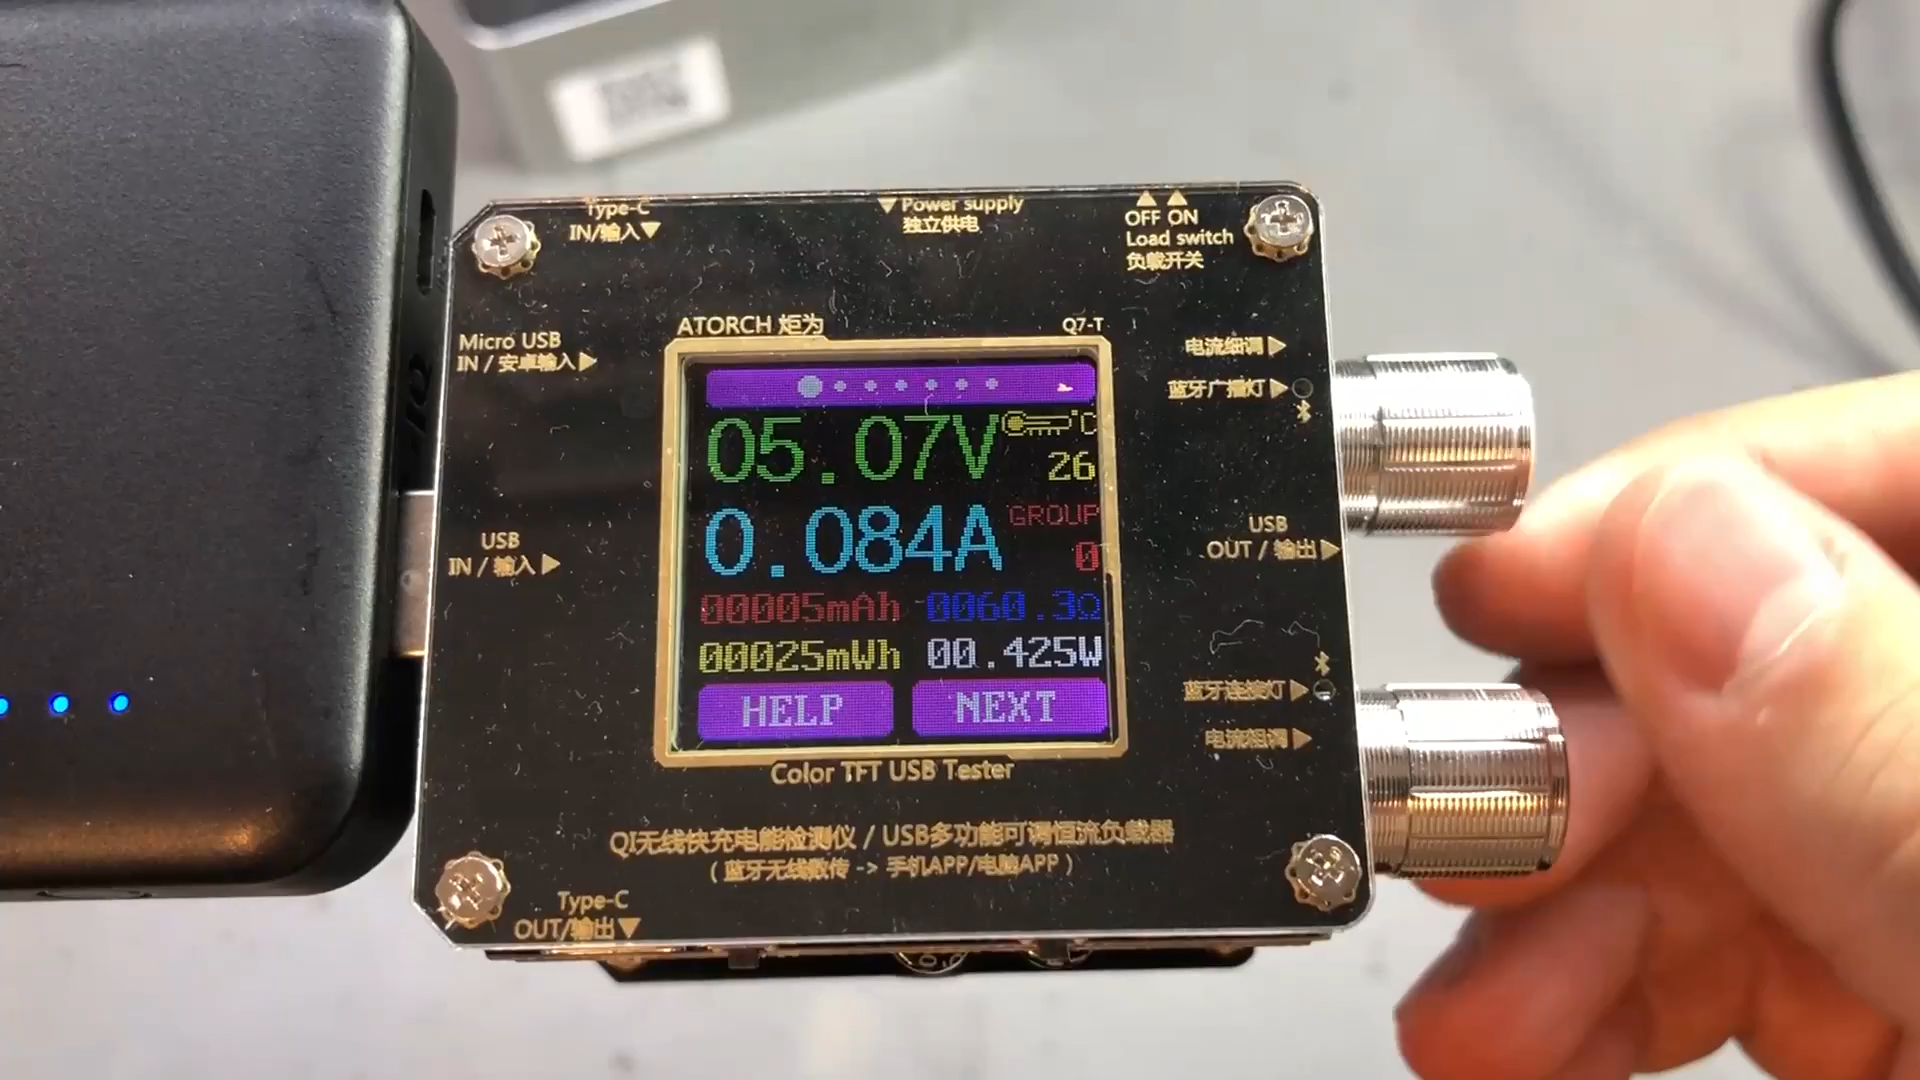 Type-C
IN/输入▼
▼Power supply
独立供电
▲▲
OFF ON
Load switch
负载开关
ATORCH 炬为
Q7-T
Micro USB
IN / 安卓输入▶
电流细调▶
蓝牙广播灯▶
05.07V
°C
26
0.084A
GROUP
0
00005mAh
0060.3Ω
00025mWh
00.425W
HELP
NEXT
USB
IN / 输入▶
USB
OUT / 输出▶
蓝牙连接灯▶
电流粗调▶
Color TFT USB Tester
QI无线快充电能检测仪 / USB多功能可调恒流负载器
( 蓝牙无线数传 -> 手机APP/电脑APP )
Type-C
OUT/输出▼